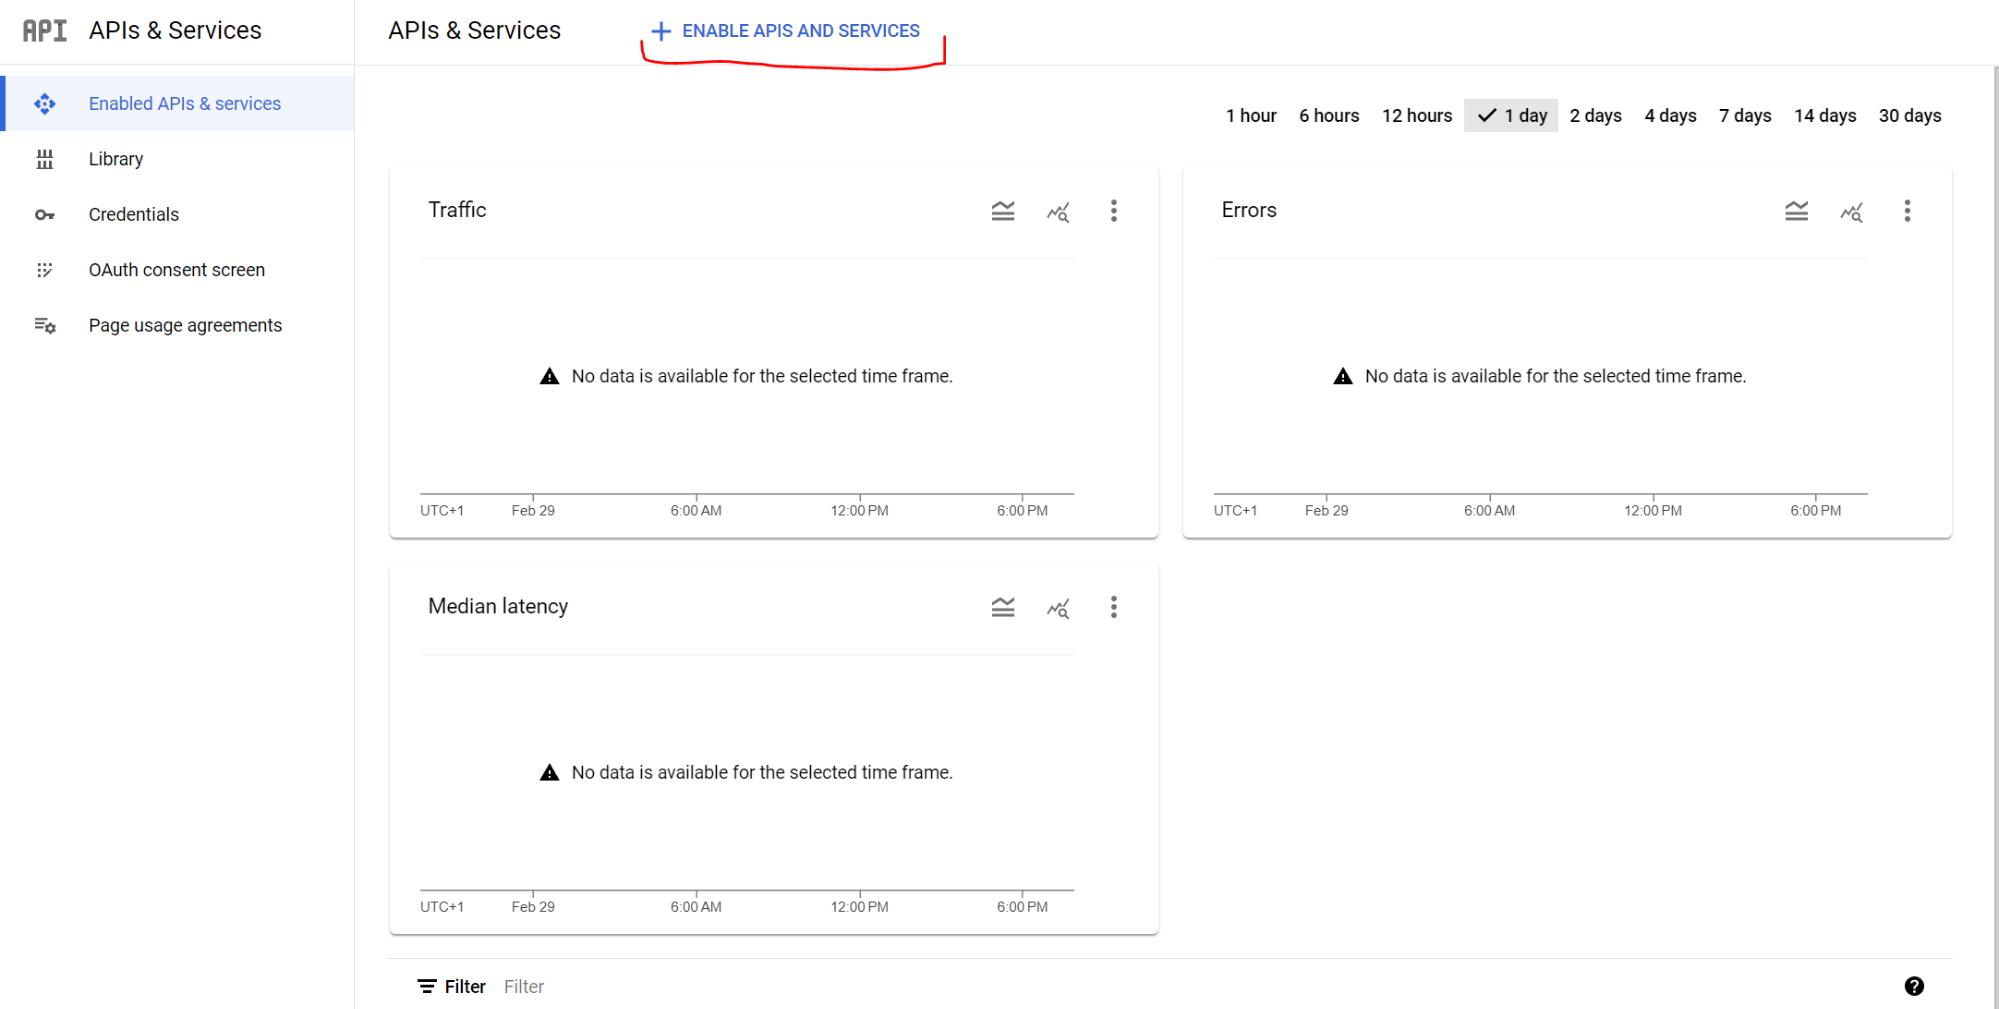 API APIs & Services
APIs & Services
ENABLE APIS AND SERVICES
Enabled APIs & services
Library
Credentials
OAuth consent screen
Page usage agreements
1 hour 6 hours 12 hours 1 day 2 days 4 days 7 days 14 days 30 days
Traffic
No data is available for the selected time frame.
UTC+1 Feb 29 6:00 AM 12:00 PM 6:00 PM
Errors
No data is available for the selected time frame.
UTC+1 Feb 29 6:00 AM 12:00 PM 6:00 PM
Median latency
No data is available for the selected time frame.
UTC+1 Feb 29 6:00 AM 12:00 PM 6:00 PM
Filter Filter